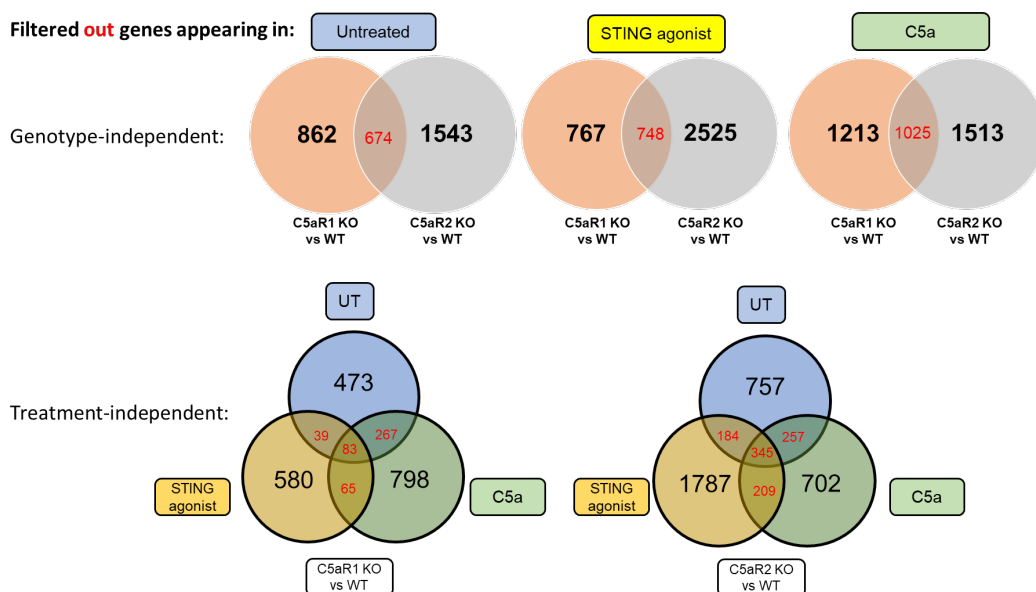 Filtered out genes appearing in:
Untreated
STING agonist
C5a
Genotype-independent:
862
674
1543
767
748
2525
1213
1025
1513
C5aR1 KO
vs WT
C5aR2 KO
vs WT
C5aR1 KO
vs WT
C5aR2 KO
vs WT
C5aR1 KO
vs WT
C5aR2 KO
vs WT
UT
UT
Treatment-independent:
473
39
267
83
580
65
798
STING
agonist
C5a
C5aR1 KO
vs WT
757
184
257
345
1787
209
702
STING
agonist
C5a
C5aR2 KO
vs WT